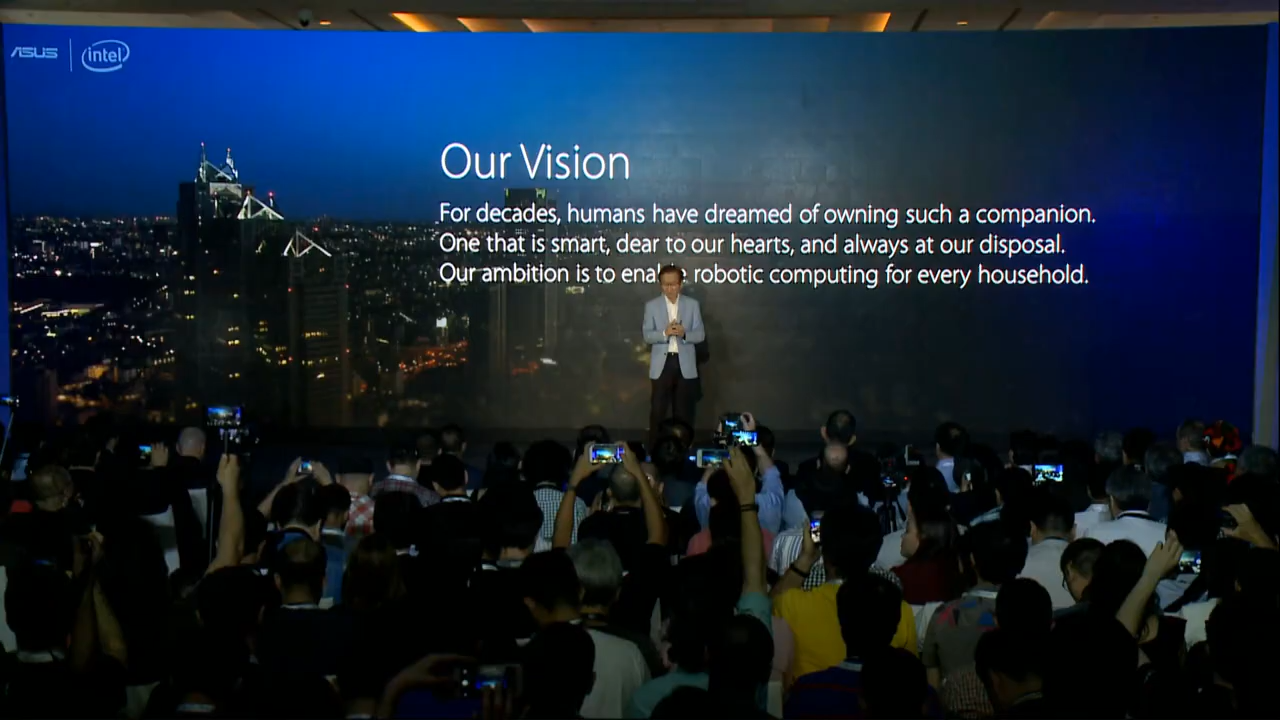 ASUS
intel
Our Vision
For decades, humans have dreamed of owning such a companion.
One that is smart, dear to our hearts, and always at our disposal.
Our ambition is to enable robotic computing for every household.